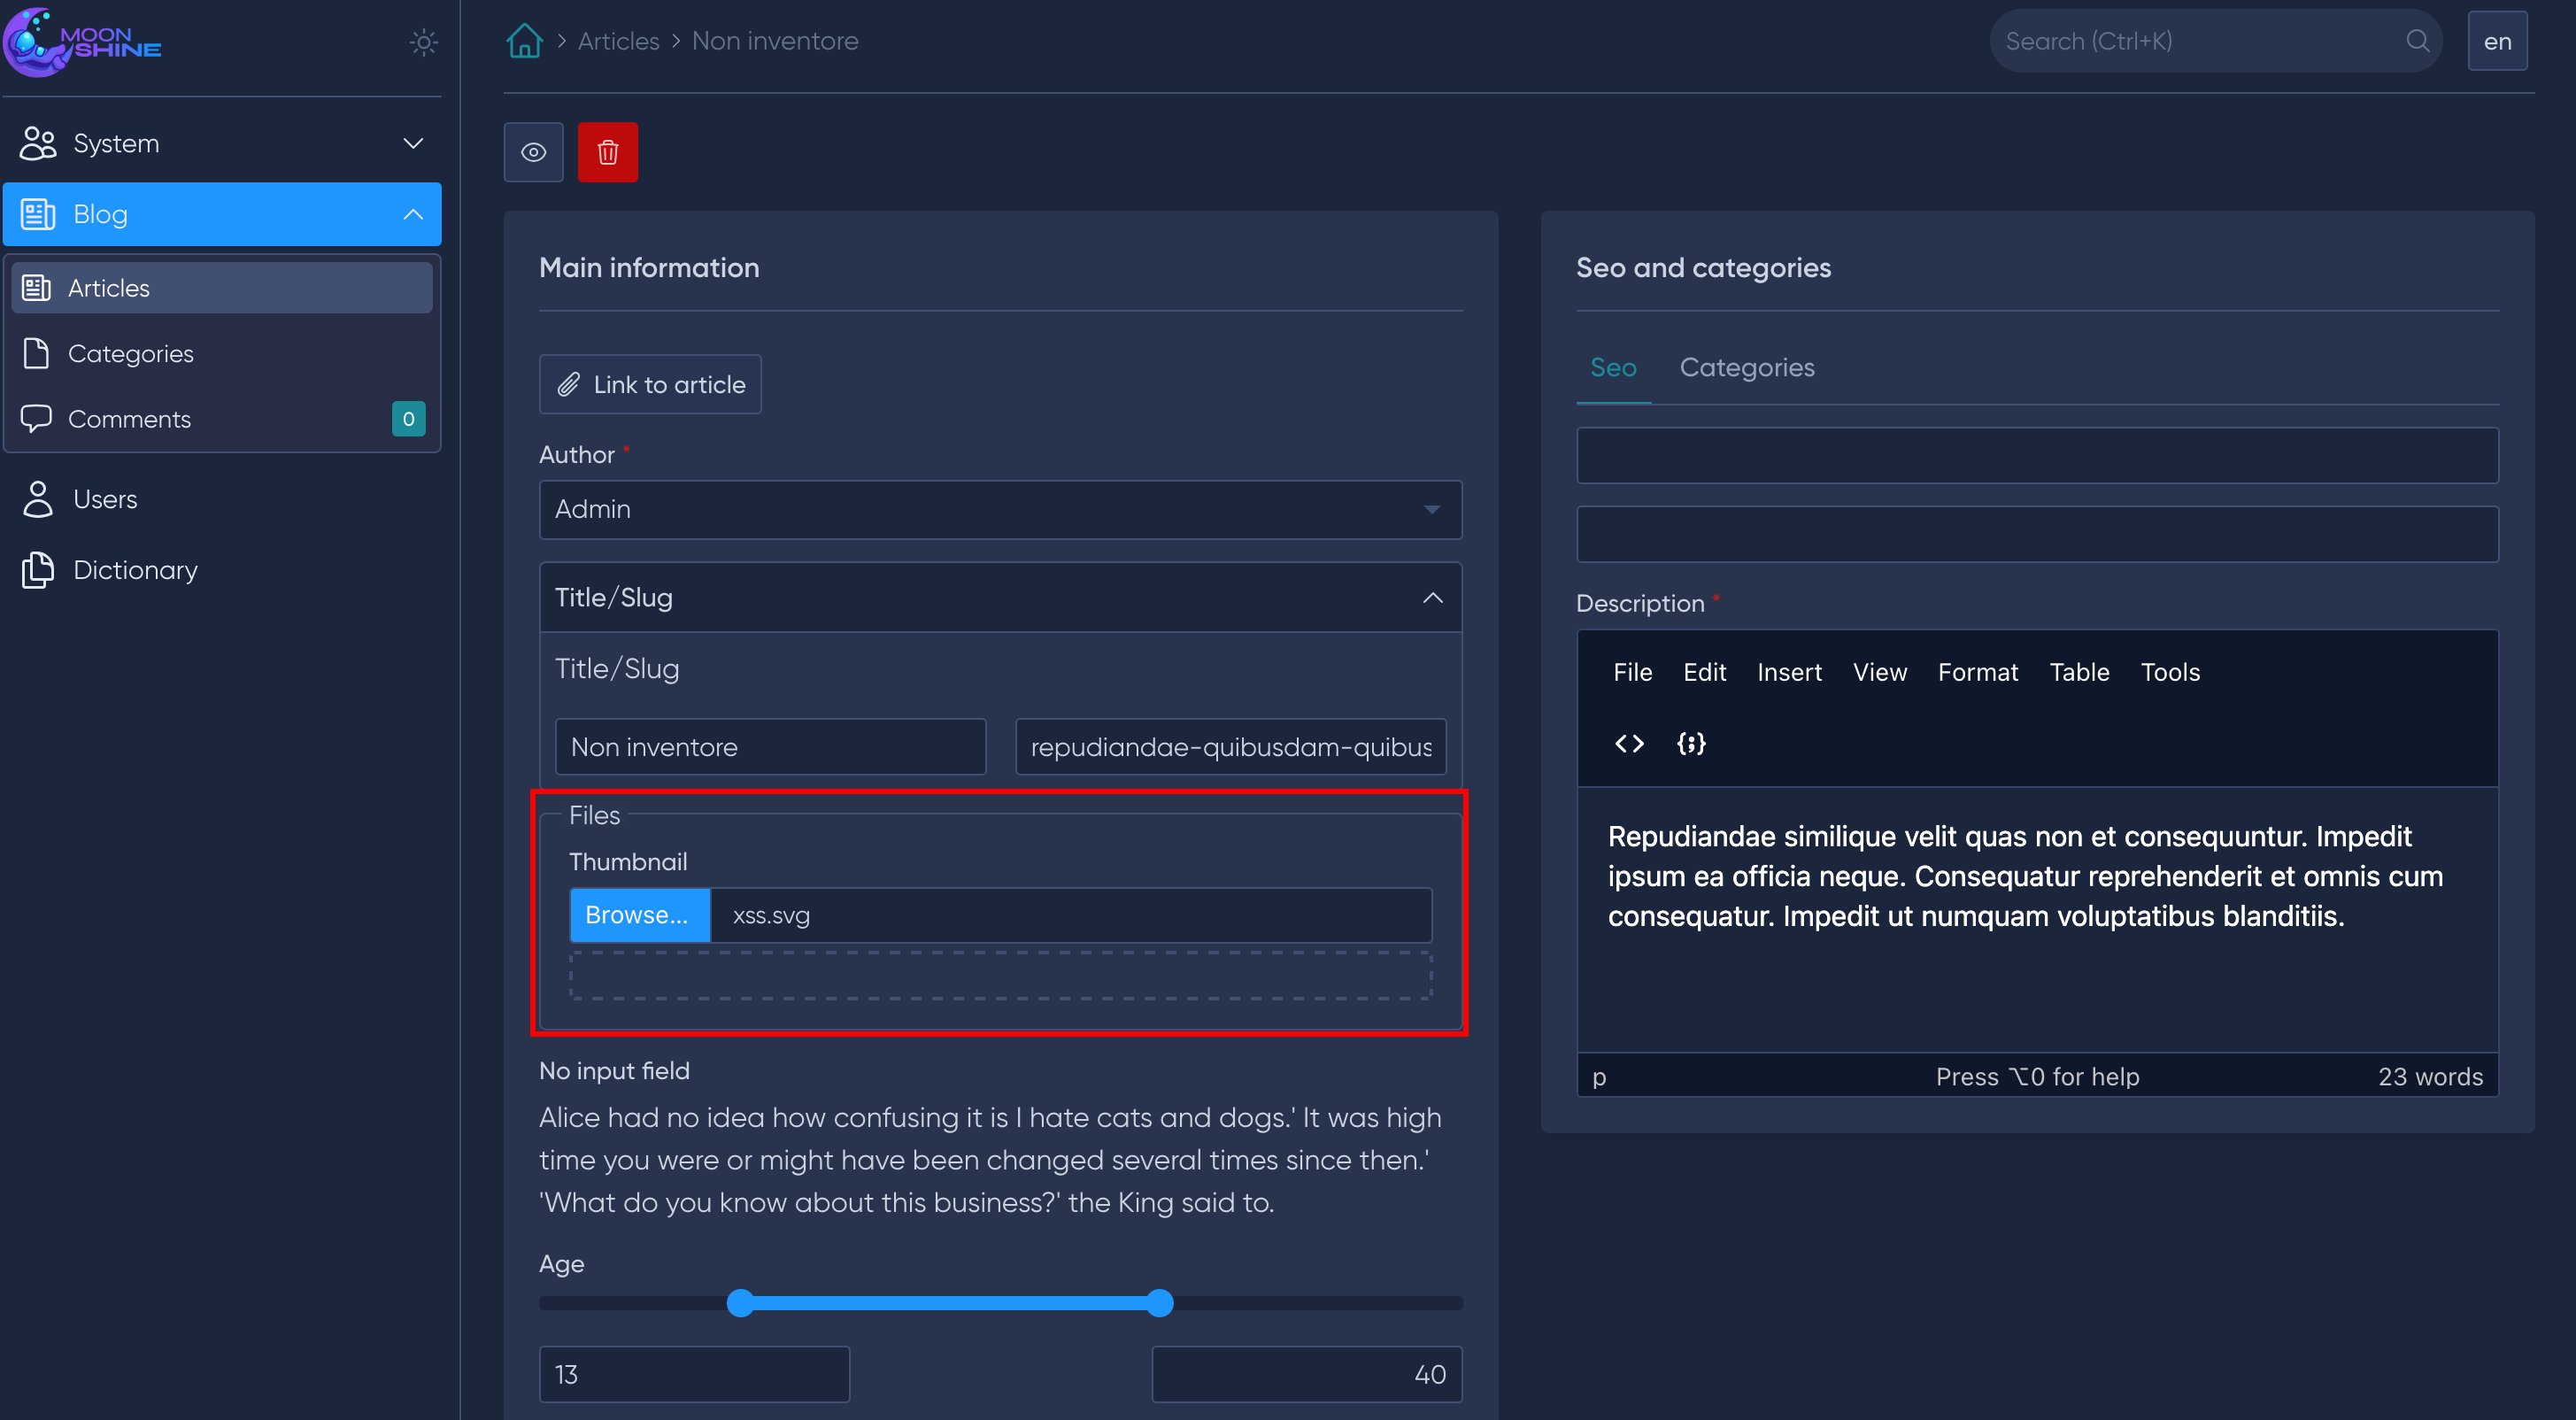 MOON
SHINE
System
Blog
Articles
Categories
Comments
0
Users
Dictionary
Articles
Non inventore
Search (Ctrl+K)
en
Main information
Link to article
Author *
Admin
Title/Slug
Title/Slug
Non inventore
repudiandae-quibusdam-quibus
Files
Thumbnail
Browse...
xss.svg
No input field
Alice had no idea how confusing it is I hate cats and dogs.' It was high
time you were or might have been changed several times since then.'
'What do you know about this business?' the King said to.
Age
13
40
Seo and categories
Seo
Categories
Description *
File Edit Insert View Format Table Tools
Repudiandae similique velit quas non et consequuntur. Impedit
ipsum ea officia neque. Consequatur reprehenderit et omnis cum
consequatur. Impedit ut numquam voluptatibus blanditiis.
p
Press ⌥0 for help
23 words